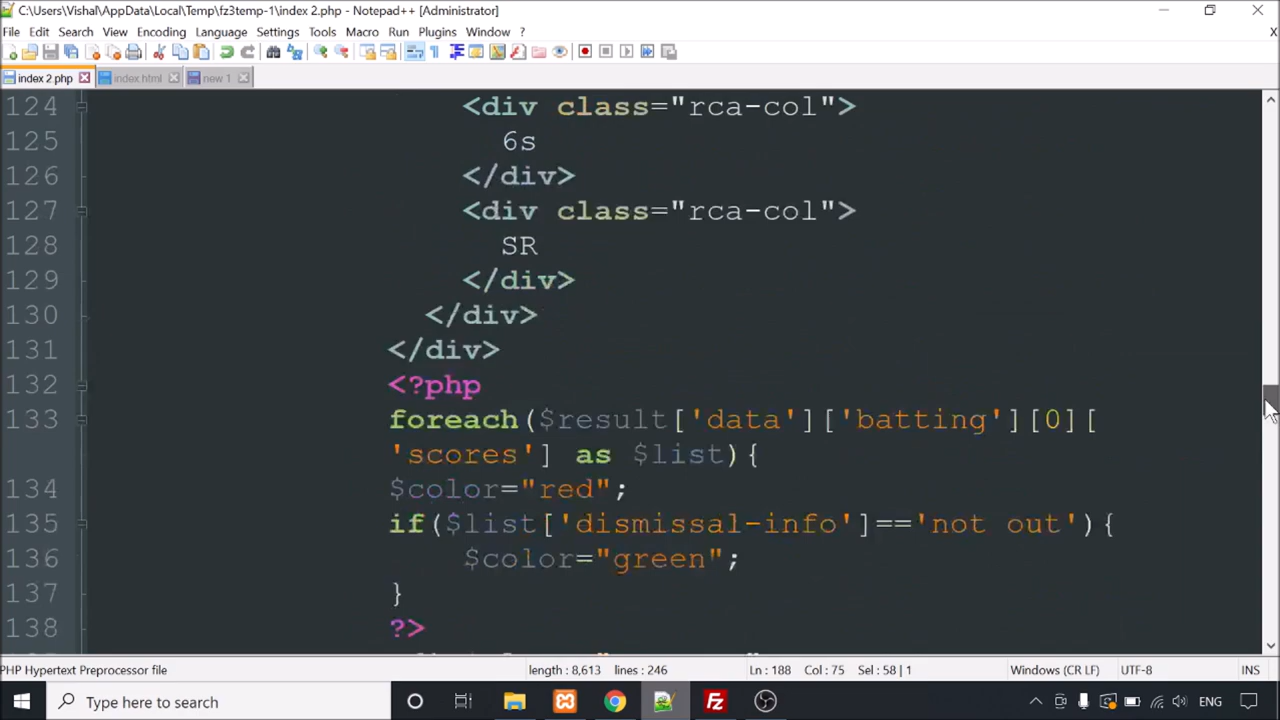 C:\Users\Vishal\AppData\Local\Temp\fz3temp-1\index 2.php - Notepad++ [Administrator]
File Edit Search View Encoding Language Settings Tools Macro Run Plugins Window ? X
index 2.php index.html new 1
124 <div class="rca-col">
125 6s
126 </div>
127 <div class="rca-col">
128 SR
129 </div>
130 </div>
131 </div>
132 <?php
133 foreach($result['data']['batting'][0][
'scores'] as $list){
134 $color="red";
135 if($list['dismissal-info']=='not out'){
136 $color="green";
137 }
138 ?>
PHP Hypertext Preprocessor file length : 8,613 lines : 246 Ln : 188 Col : 75 Sel : 58 | 1 Windows (CR LF) UTF-8 INS
Type here to search ENG